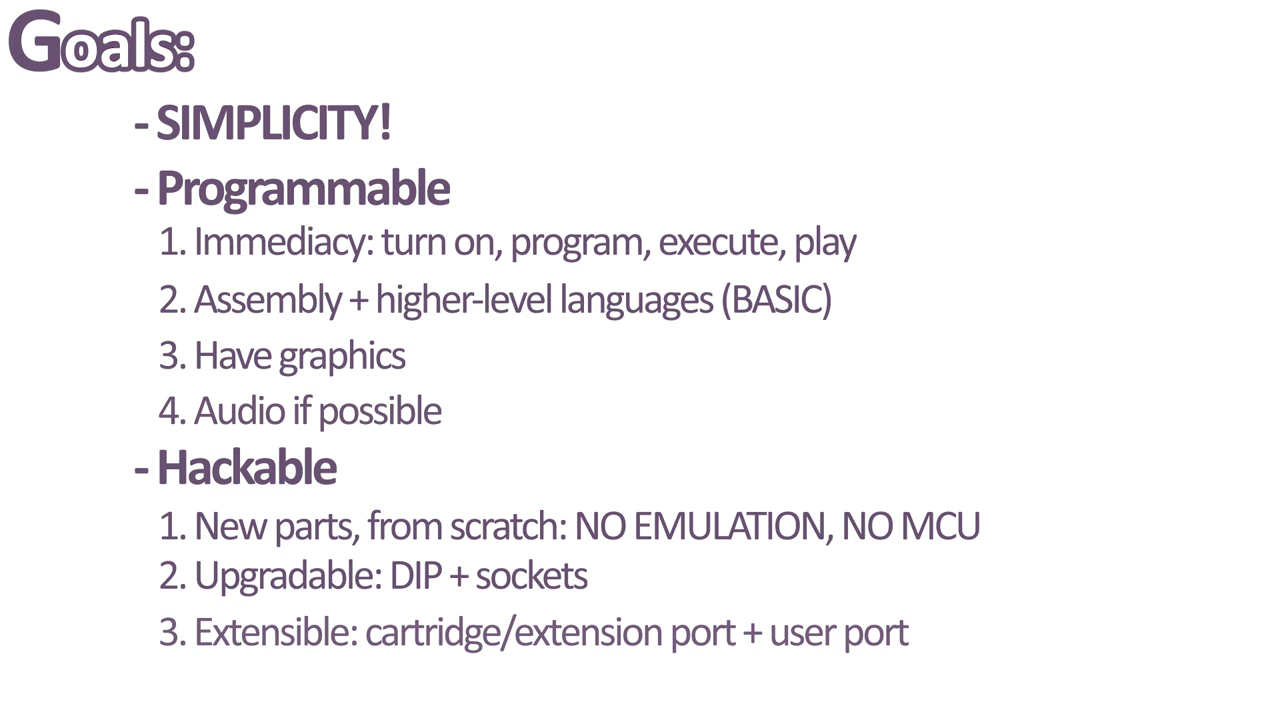 Goals:
- SIMPLICITY!
- Programmable
1. Immediacy: turn on, program, execute, play
2. Assembly + higher-level languages (BASIC)
3. Have graphics
4. Audio if possible
- Hackable
1. New parts, from scratch: NO EMULATION, NO MCU
2. Upgradable: DIP + sockets
3. Extensible: cartridge/extension port + user port